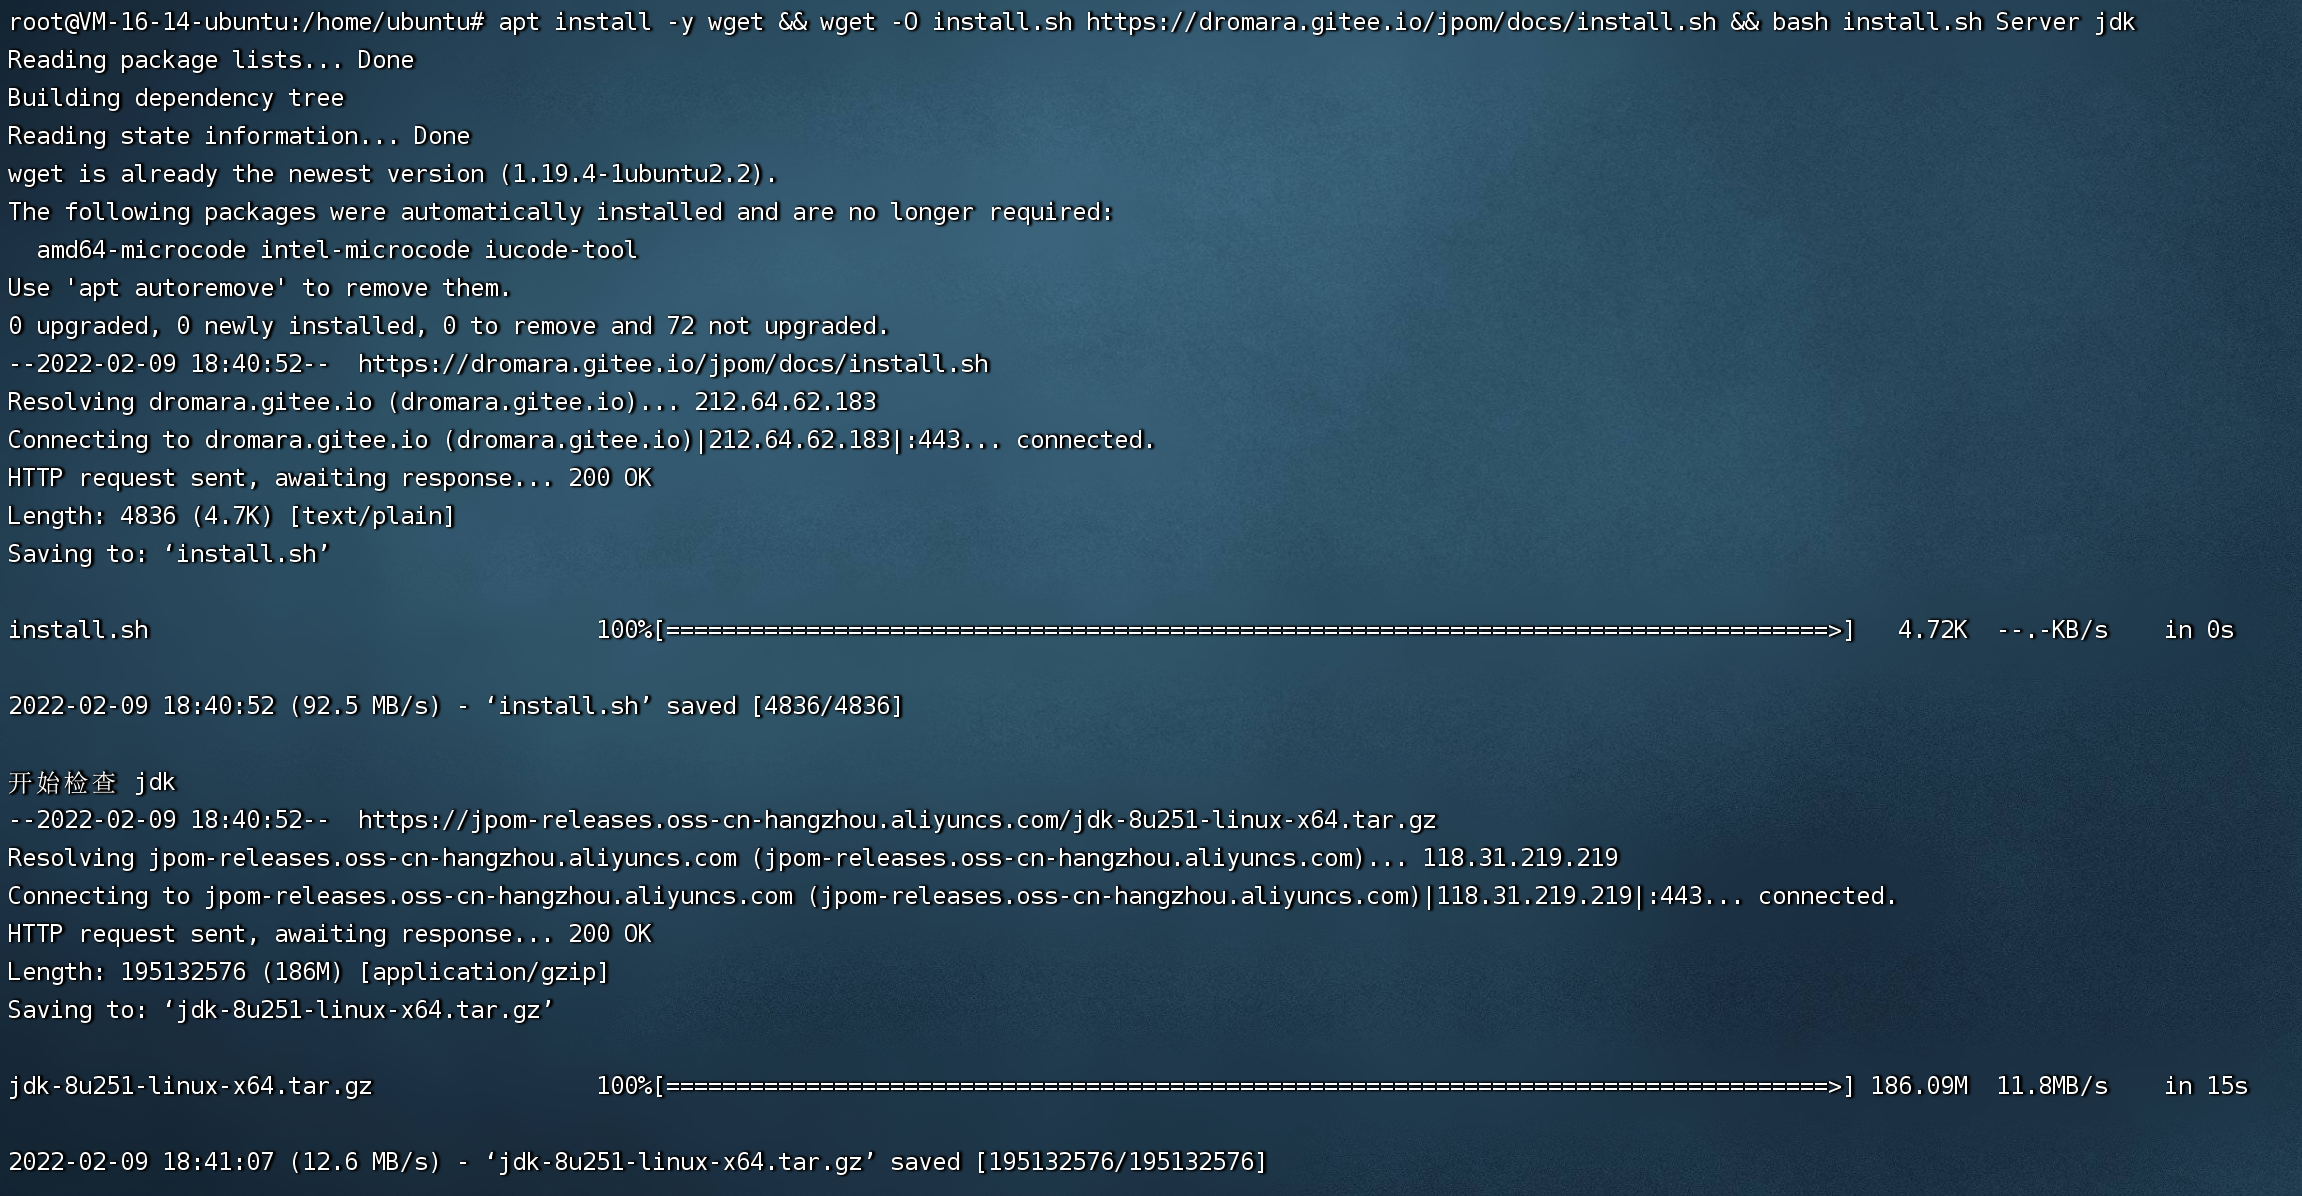 root@VM-16-14-ubuntu:/home/ubuntu# apt install -y wget && wget -O install.sh https://dromara.gitee.io/jpom/docs/install.sh && bash install.sh Server jdk
Reading package lists... Done
Building dependency tree
Reading state information... Done
wget is already the newest version (1.19.4-1ubuntu2.2).
The following packages were automatically installed and are no longer required:
  amd64-microcode intel-microcode iucode-tool
Use 'apt autoremove' to remove them.
0 upgraded, 0 newly installed, 0 to remove and 72 not upgraded.
--2022-02-09 18:40:52--  https://dromara.gitee.io/jpom/docs/install.sh
Resolving dromara.gitee.io (dromara.gitee.io)... 212.64.62.183
Connecting to dromara.gitee.io (dromara.gitee.io)|212.64.62.183|:443... connected.
HTTP request sent, awaiting response... 200 OK
Length: 4836 (4.7K) [text/plain]
Saving to: ‘install.sh’
install.sh                                100%[===================================================================================>]   4.72K  --.-KB/s    in 0s
2022-02-09 18:40:52 (92.5 MB/s) - ‘install.sh’ saved [4836/4836]
开始检查 jdk
--2022-02-09 18:40:52--  https://jpom-releases.oss-cn-hangzhou.aliyuncs.com/jdk-8u251-linux-x64.tar.gz
Resolving jpom-releases.oss-cn-hangzhou.aliyuncs.com (jpom-releases.oss-cn-hangzhou.aliyuncs.com)... 118.31.219.219
Connecting to jpom-releases.oss-cn-hangzhou.aliyuncs.com (jpom-releases.oss-cn-hangzhou.aliyuncs.com)|118.31.219.219|:443... connected.
HTTP request sent, awaiting response... 200 OK
Length: 195132576 (186M) [application/gzip]
Saving to: ‘jdk-8u251-linux-x64.tar.gz’
jdk-8u251-linux-x64.tar.gz                100%[===================================================================================>] 186.09M  11.8MB/s    in 15s
2022-02-09 18:41:07 (12.6 MB/s) - ‘jdk-8u251-linux-x64.tar.gz’ saved [195132576/195132576]